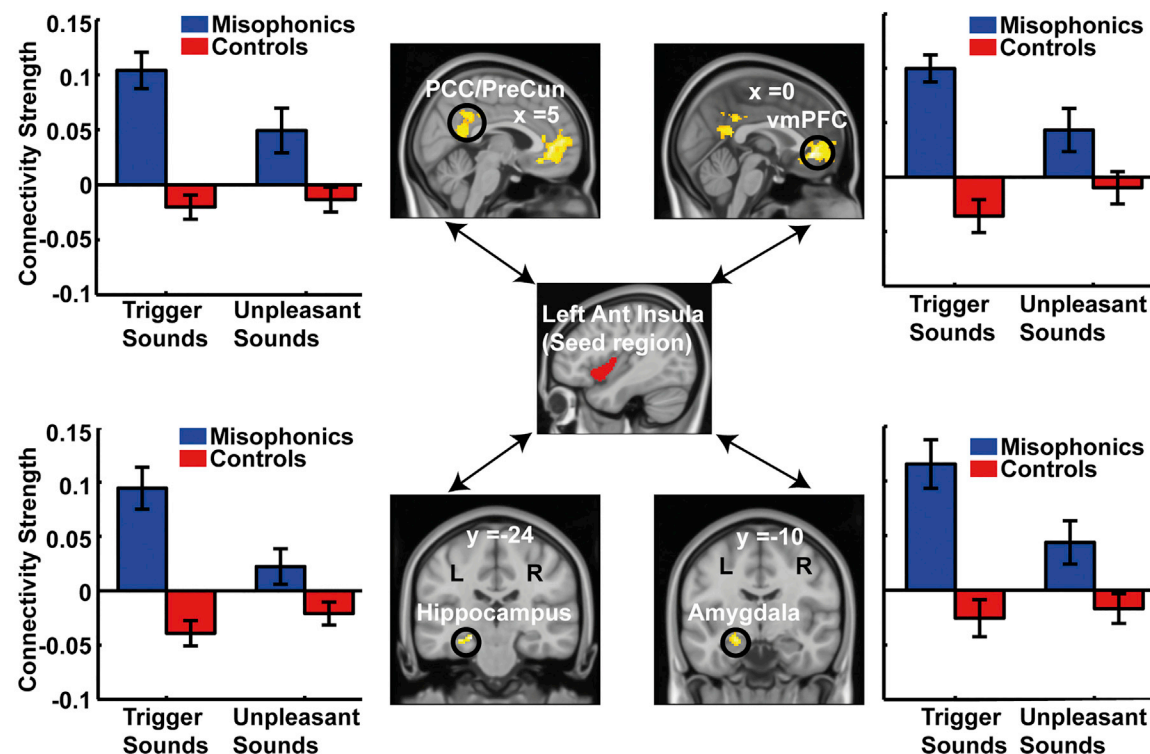 0.15
0.1
0.05
0
-0.05
-0.1
Connectivity Strength
Misophonics
Controls
Trigger
Sounds
Unpleasant
Sounds
PCC/PreCun
x =5
x =0
vmPFC
Misophonics
Controls
Trigger
Sounds
Unpleasant
Sounds
Left Ant Insula
(Seed region)
0.15
0.1
0.05
0
-0.05
-0.1
Connectivity Strength
Misophonics
Controls
Trigger
Sounds
Unpleasant
Sounds
y =-24
L R
Hippocampus
y =-10
L R
Amygdala
Misophonics
Controls
Trigger
Sounds
Unpleasant
Sounds